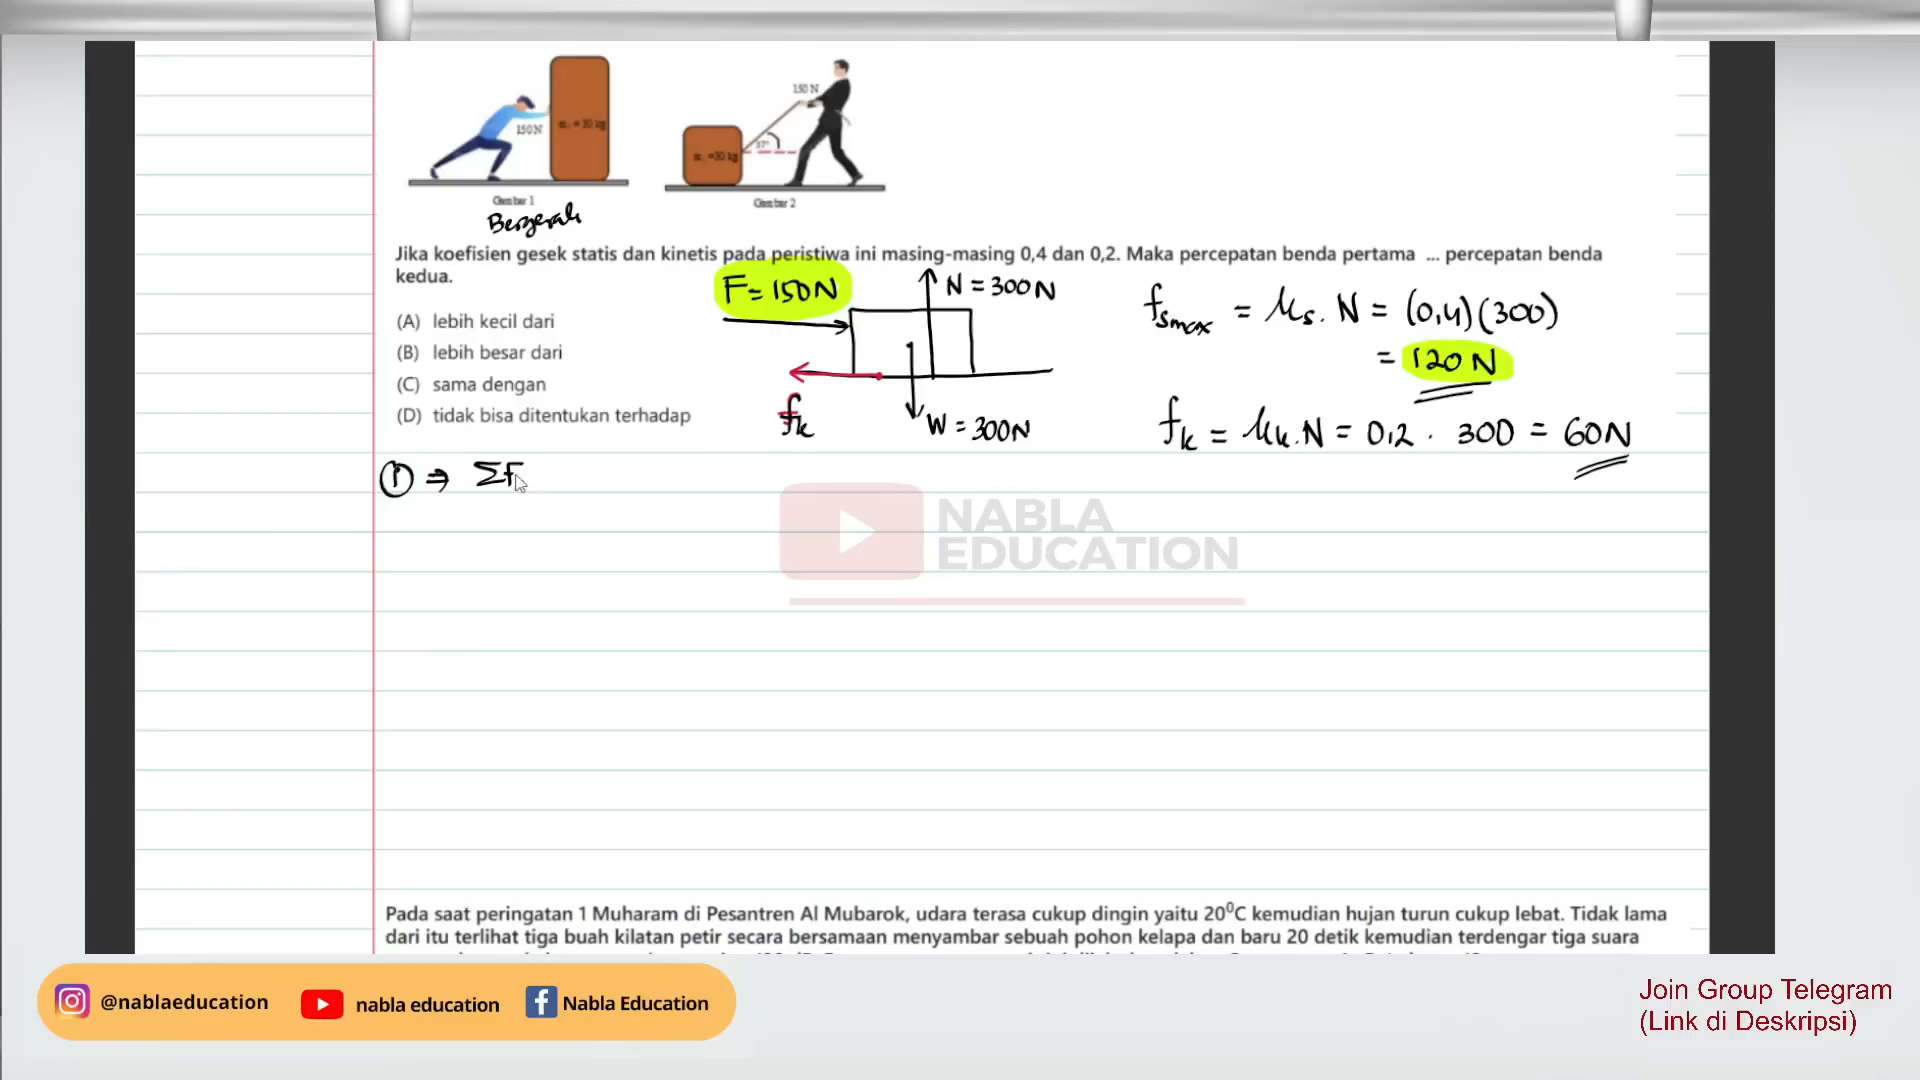 150 N
150 N
37°
= 30 kg
=30 kg
Gambar 1
Gambar 2
Bergerak
Jika koefisien gesek statis dan kinetis pada peristiwa ini masing-masing 0,4 dan 0,2. Maka percepatan benda pertama ... percepatan benda
kedua.
(A) lebih kecil dari
(B) lebih besar dari
(C) sama dengan
(D) tidak bisa ditentukan terhadap
F = 150 N
N = 300 N
fk
W = 300 N
fsmax = μs . N = (0,4)(300)
= 120 N
fk = μk . N = 0,2 . 300 = 60 N
① ⇒ ΣF
NABLA
EDUCATION
Pada saat peringatan 1 Muharam di Pesantren Al Mubarok, udara terasa cukup dingin yaitu 20⁰C kemudian hujan turun cukup lebat. Tidak lama
dari itu terlihat tiga buah kilatan petir secara bersamaan menyambar sebuah pohon kelapa dan baru 20 detik kemudian terdengar tiga suara
@nablaeducation
nabla education
Nabla Education
Join Group Telegram
(Link di Deskripsi)